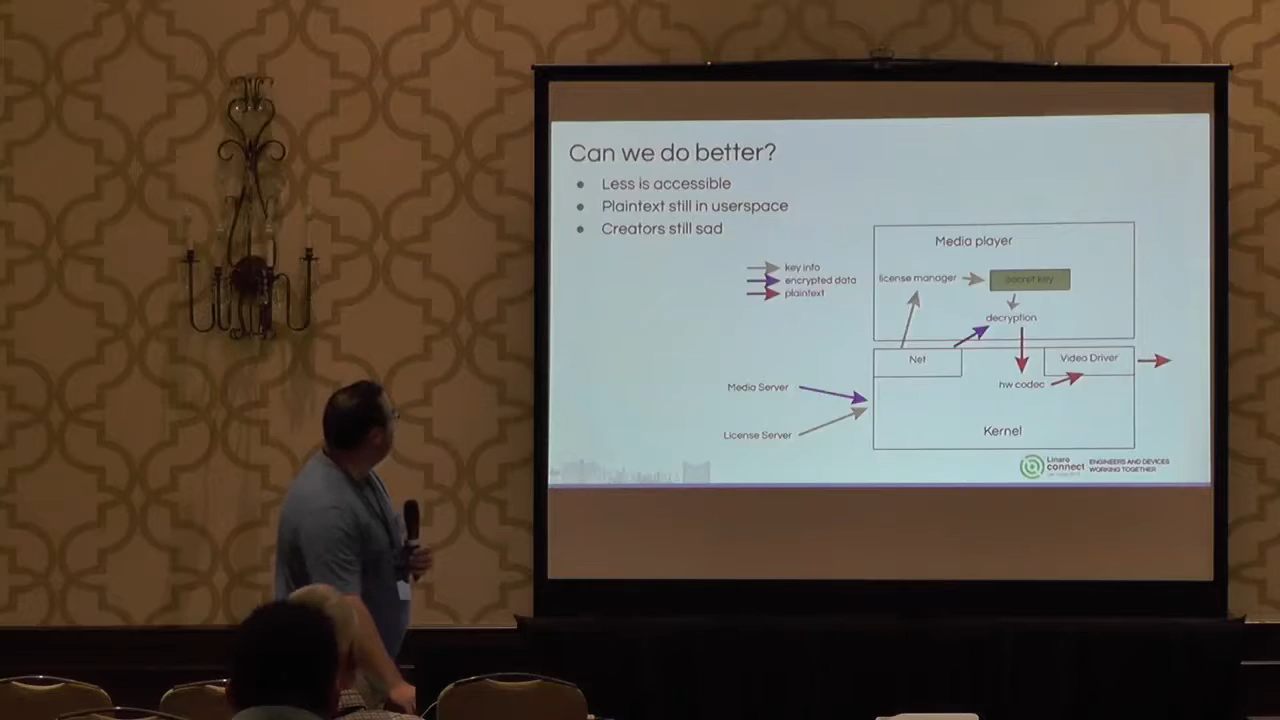 Can we do better?
Less is accessible
Plaintext still in userspace
Creators still sad
Media player
key info
encrypted data
plaintext
license manager
secret key
decryption
Net
Video Driver
hw codec
Media Server
License Server
Kernel
Linaro
connect
ENGINEERS AND DEVICES
WORKING TOGETHER